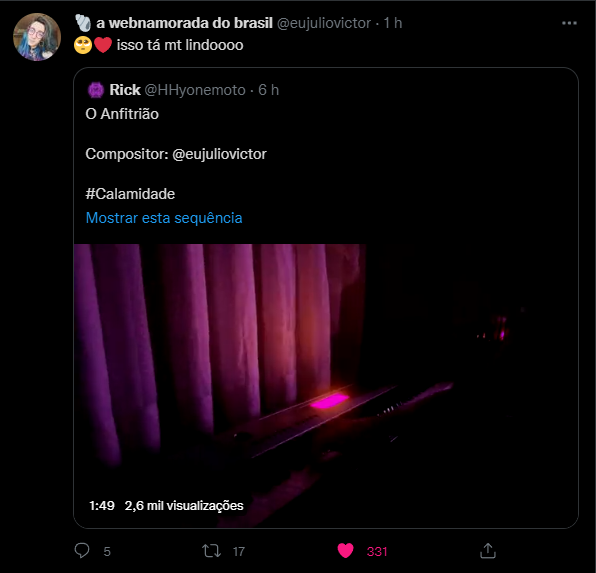 a webnamorada do brasil @eujuliovictor · 1 h
isso tá mt lindoooo
Rick @HHyonemoto · 6 h
O Anfitrião
Compositor: @eujuliovictor
#Calamidade
Mostrar esta sequência
1:49 2,6 mil visualizações
5 17 331